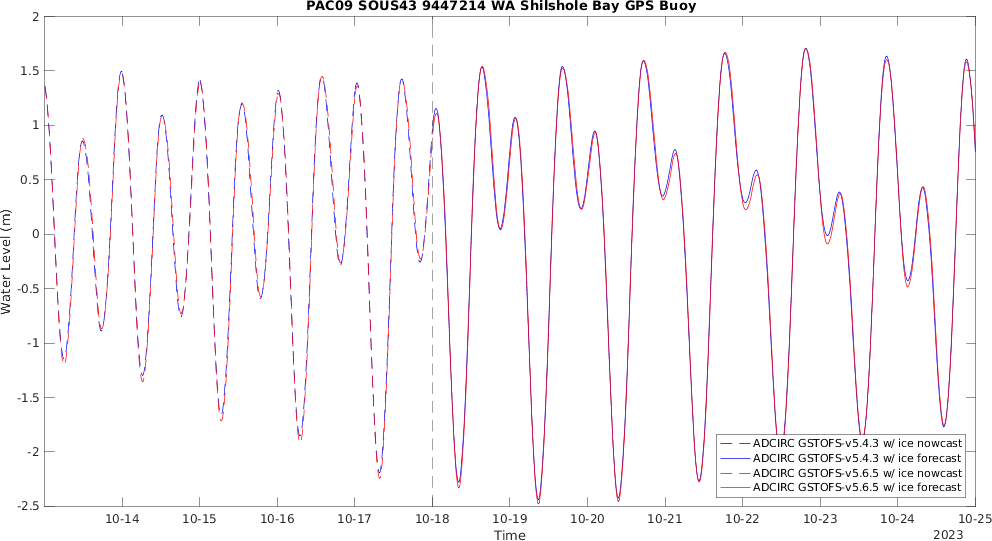 PAC09 SOUS43 9447214 WA Shilshole Bay GPS Buoy
2
1.5
1
0.5
0
-0.5
-1
-1.5
-2
-2.5
Water Level (m)
ADCIRC GSTOFS-v5.4.3 w/ ice nowcast
ADCIRC GSTOFS-v5.4.3 w/ ice forecast
ADCIRC GSTOFS-v5.6.5 w/ ice nowcast
ADCIRC GSTOFS-v5.6.5 w/ ice forecast
10-14 10-15 10-16 10-17 10-18 10-19 10-20 10-21 10-22 10-23 10-24 10-25
Time
2023